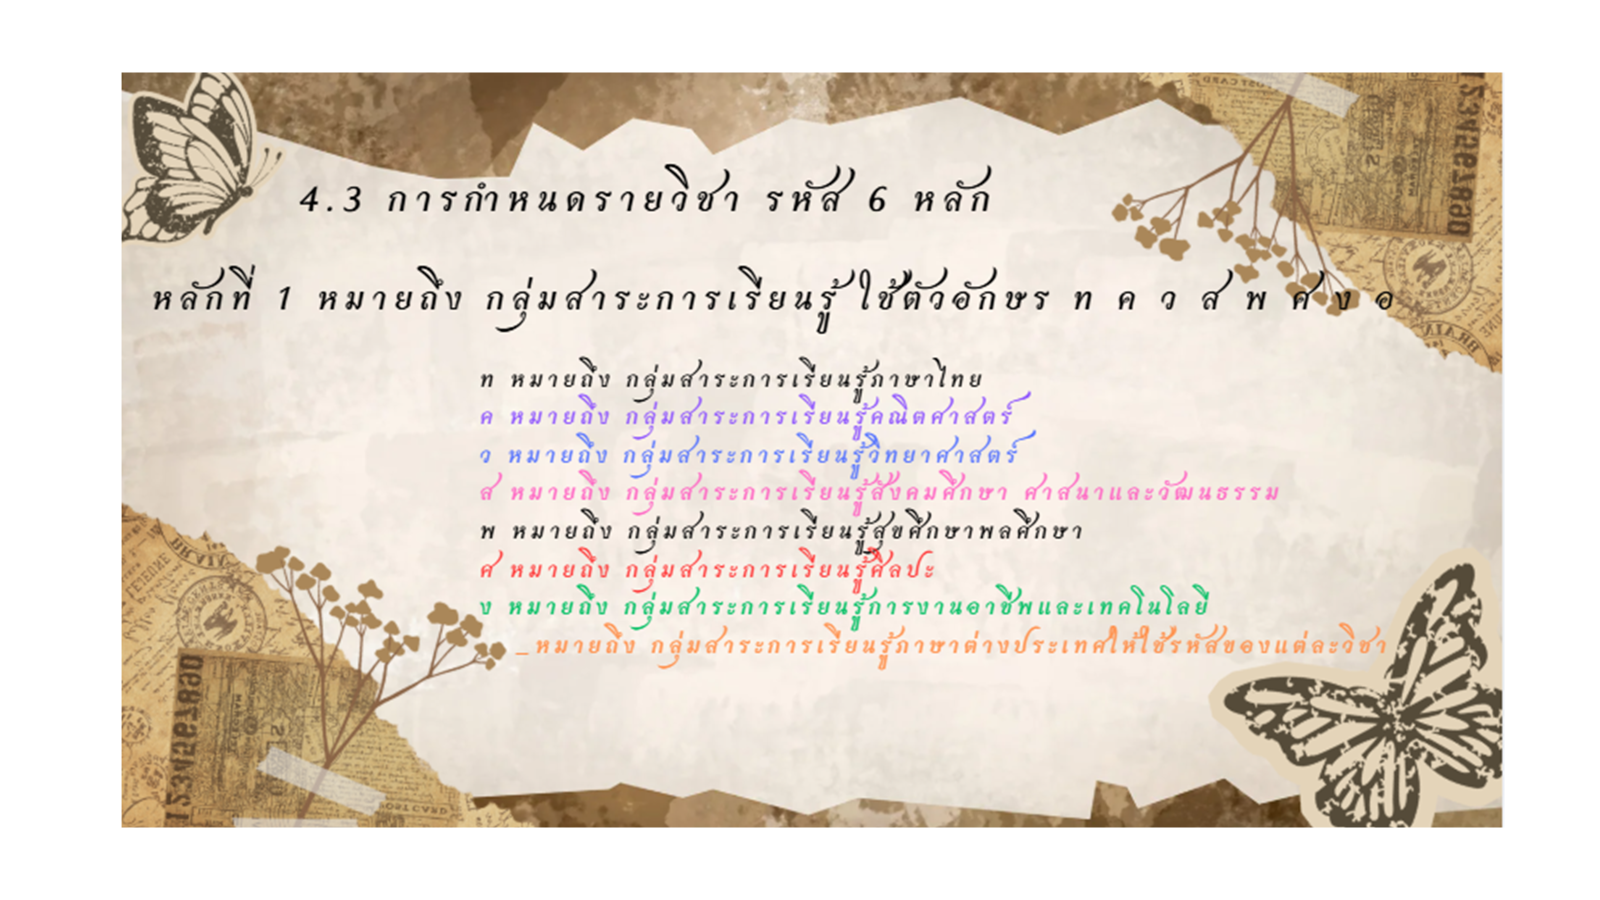 4.3 การกำหนดรายวิชา รหัส 6 หลัก
หลักที่ 1 หมายถึง กลุ่มสาระการเรียนรู้ ใช้ตัวอักษร ท ค ว ส พ ศ ง อ
ท หมายถึง กลุ่มสาระการเรียนรู้ภาษาไทย
ค หมายถึง กลุ่มสาระการเรียนรู้คณิตศาสตร์
ว หมายถึง กลุ่มสาระการเรียนรู้วิทยาศาสตร์
ส หมายถึง กลุ่มสาระการเรียนรู้สังคมศึกษา ศาสนาและวัฒนธรรม
พ หมายถึง กลุ่มสาระการเรียนรู้สุขศึกษาพลศึกษา
ศ หมายถึง กลุ่มสาระการเรียนรู้ศิลปะ
ง หมายถึง กลุ่มสาระการเรียนรู้การงานอาชีพและเทคโนโลยี
_หมายถึง กลุ่มสาระการเรียนรู้ภาษาต่างประเทศให้ใช้รหัสของแต่ละวิชา